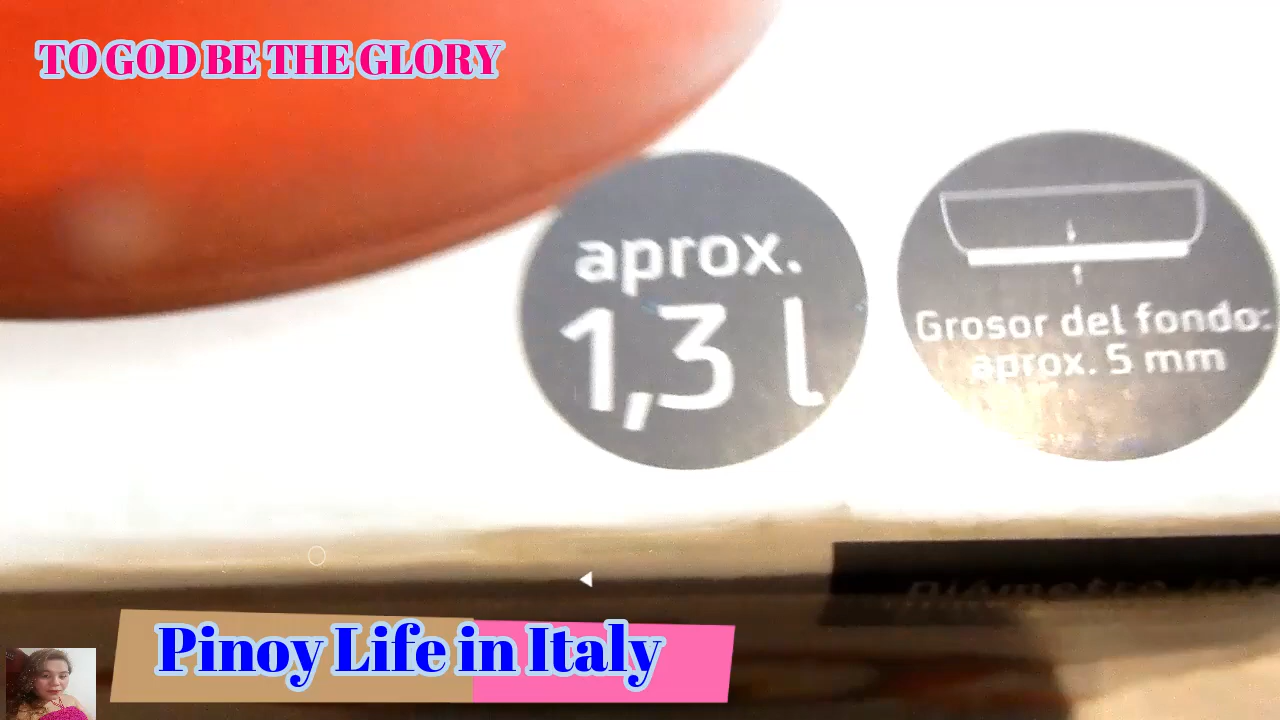 TO GOD BE THE GLORY
aprox.
1,3 l
Grosor del fondo:
aprox. 5 mm
Pinoy Life in Italy